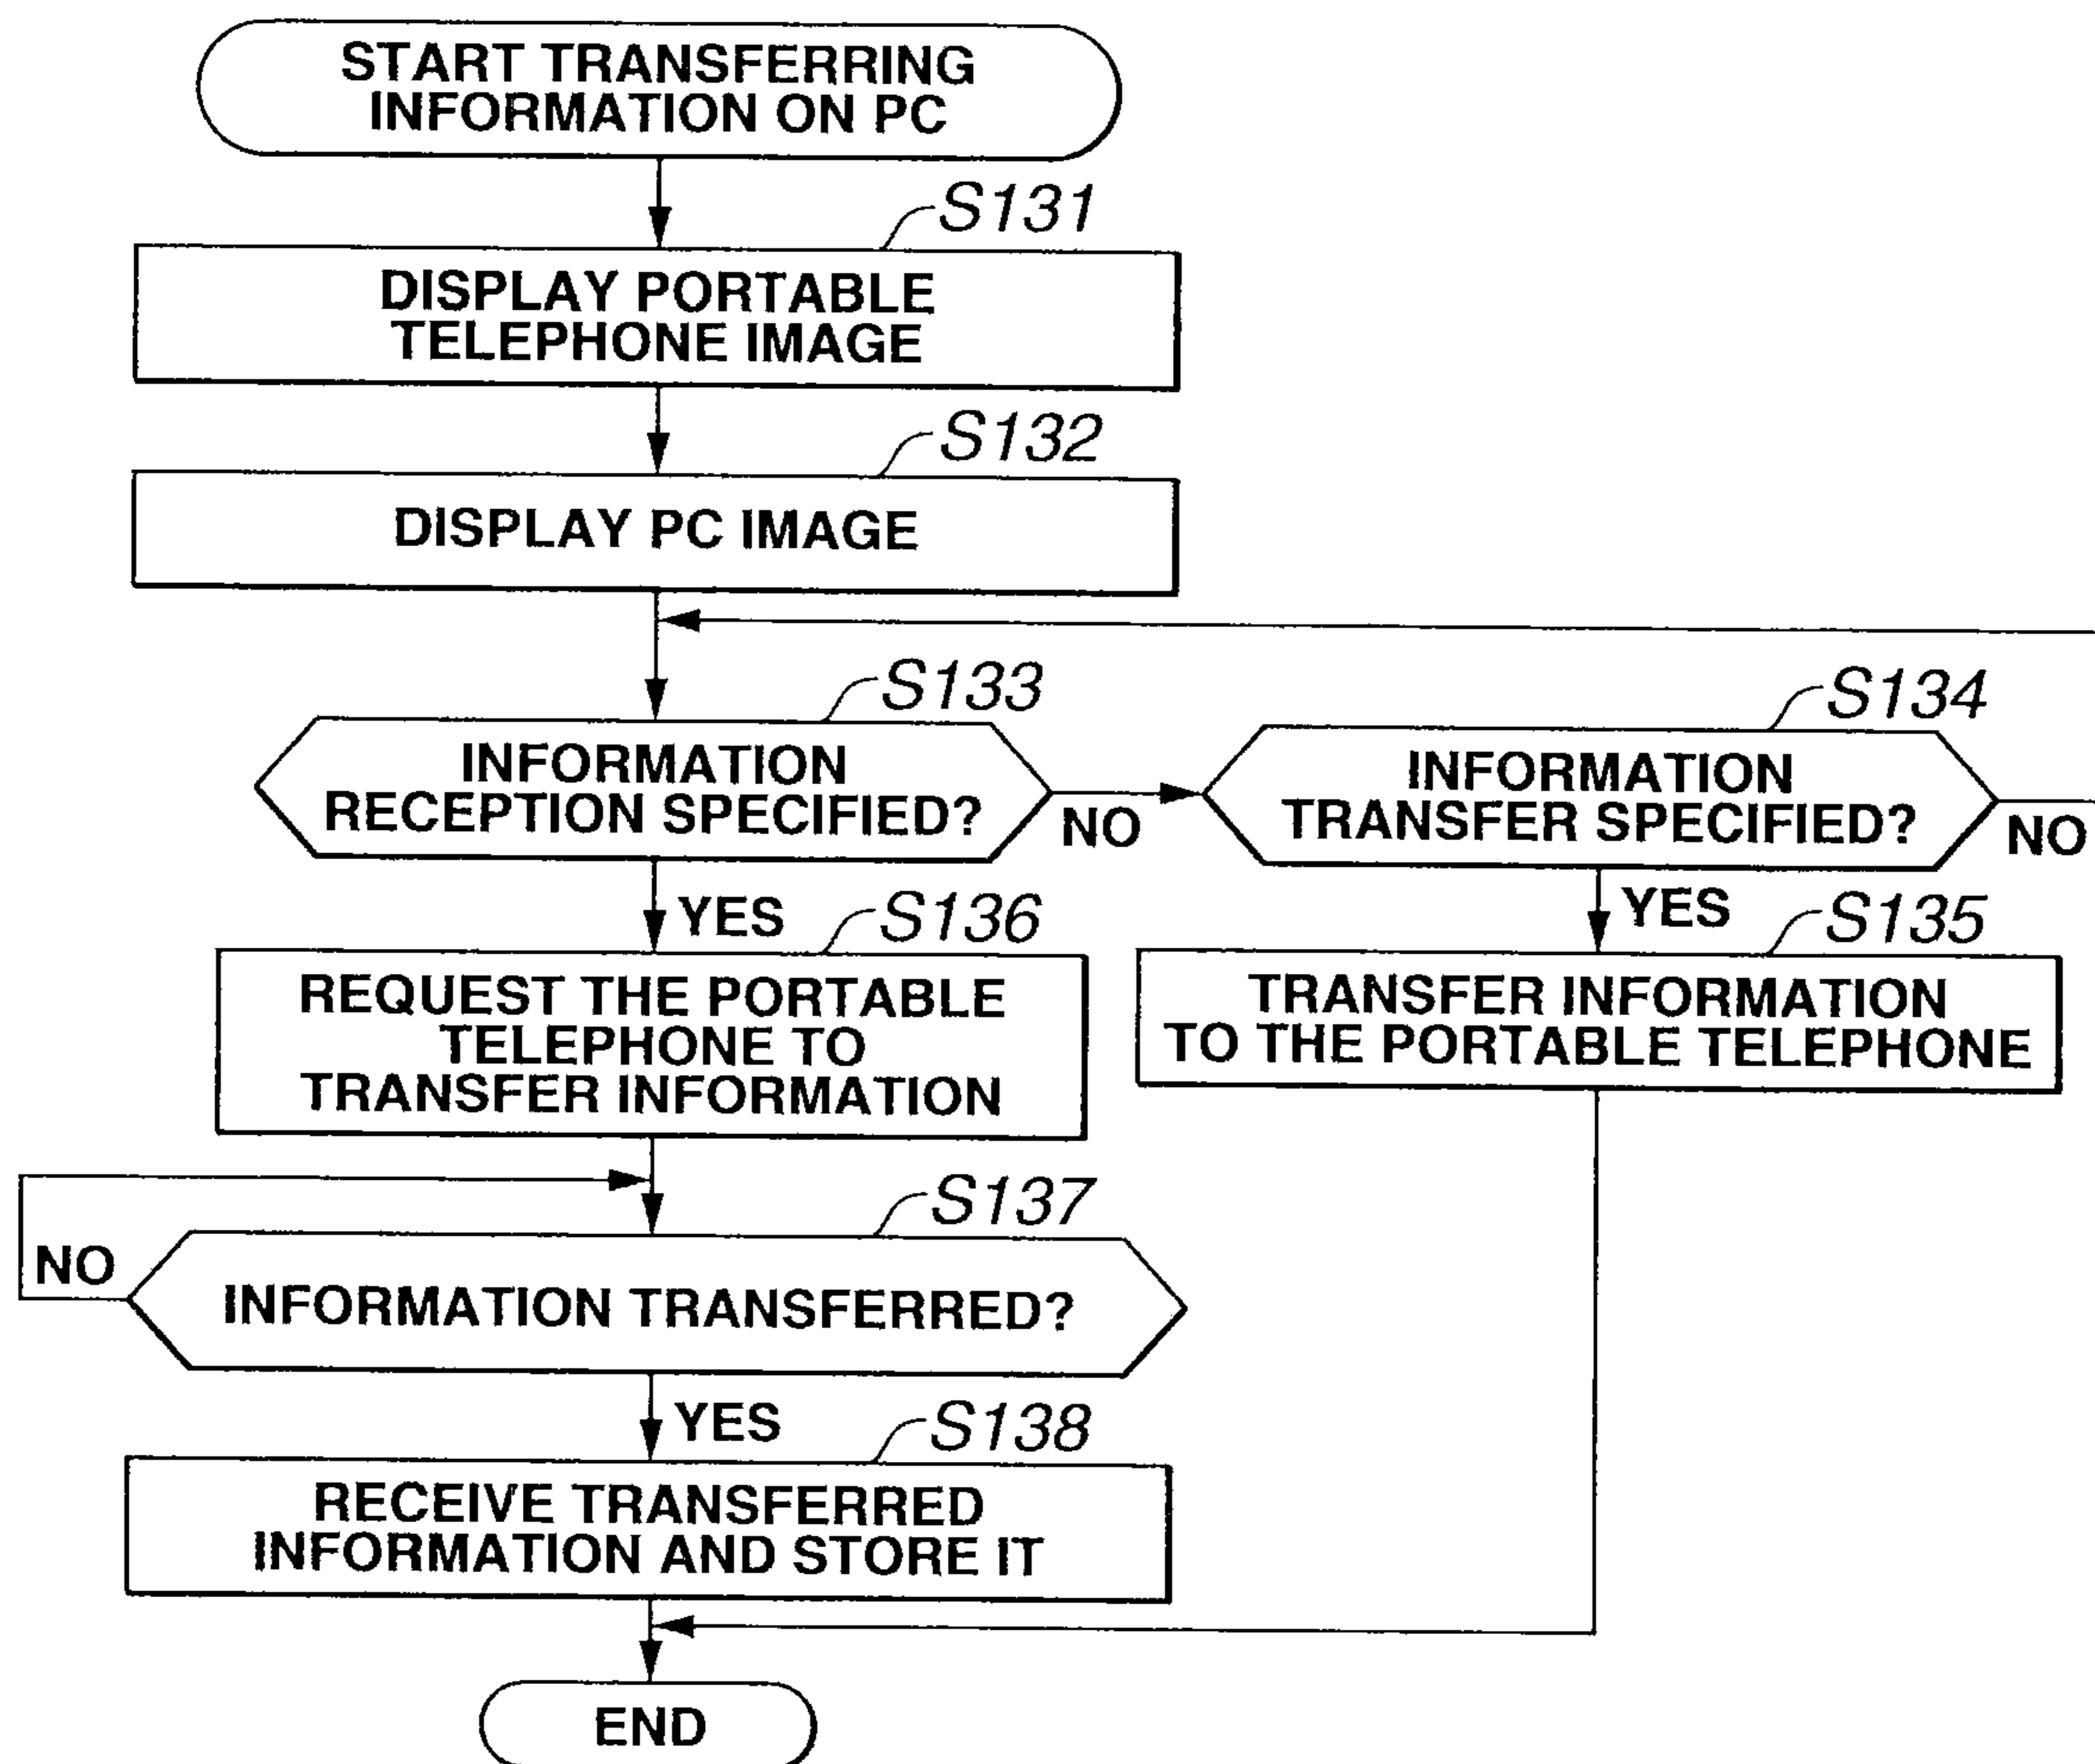 START TRANSFERRING
INFORMATION ON PC
S131
DISPLAY PORTABLE
TELEPHONE IMAGE
S132
DISPLAY PC IMAGE
S133
INFORMATION
RECEPTION SPECIFIED?
NO
S134
INFORMATION
TRANSFER SPECIFIED?
NO
YES
S136
REQUEST THE PORTABLE
TELEPHONE TO
TRANSFER INFORMATION
YES
S135
TRANSFER INFORMATION
TO THE PORTABLE TELEPHONE
S137
NO
INFORMATION TRANSFERRED?
YES
S138
RECEIVE TRANSFERRED
INFORMATION AND STORE IT
END